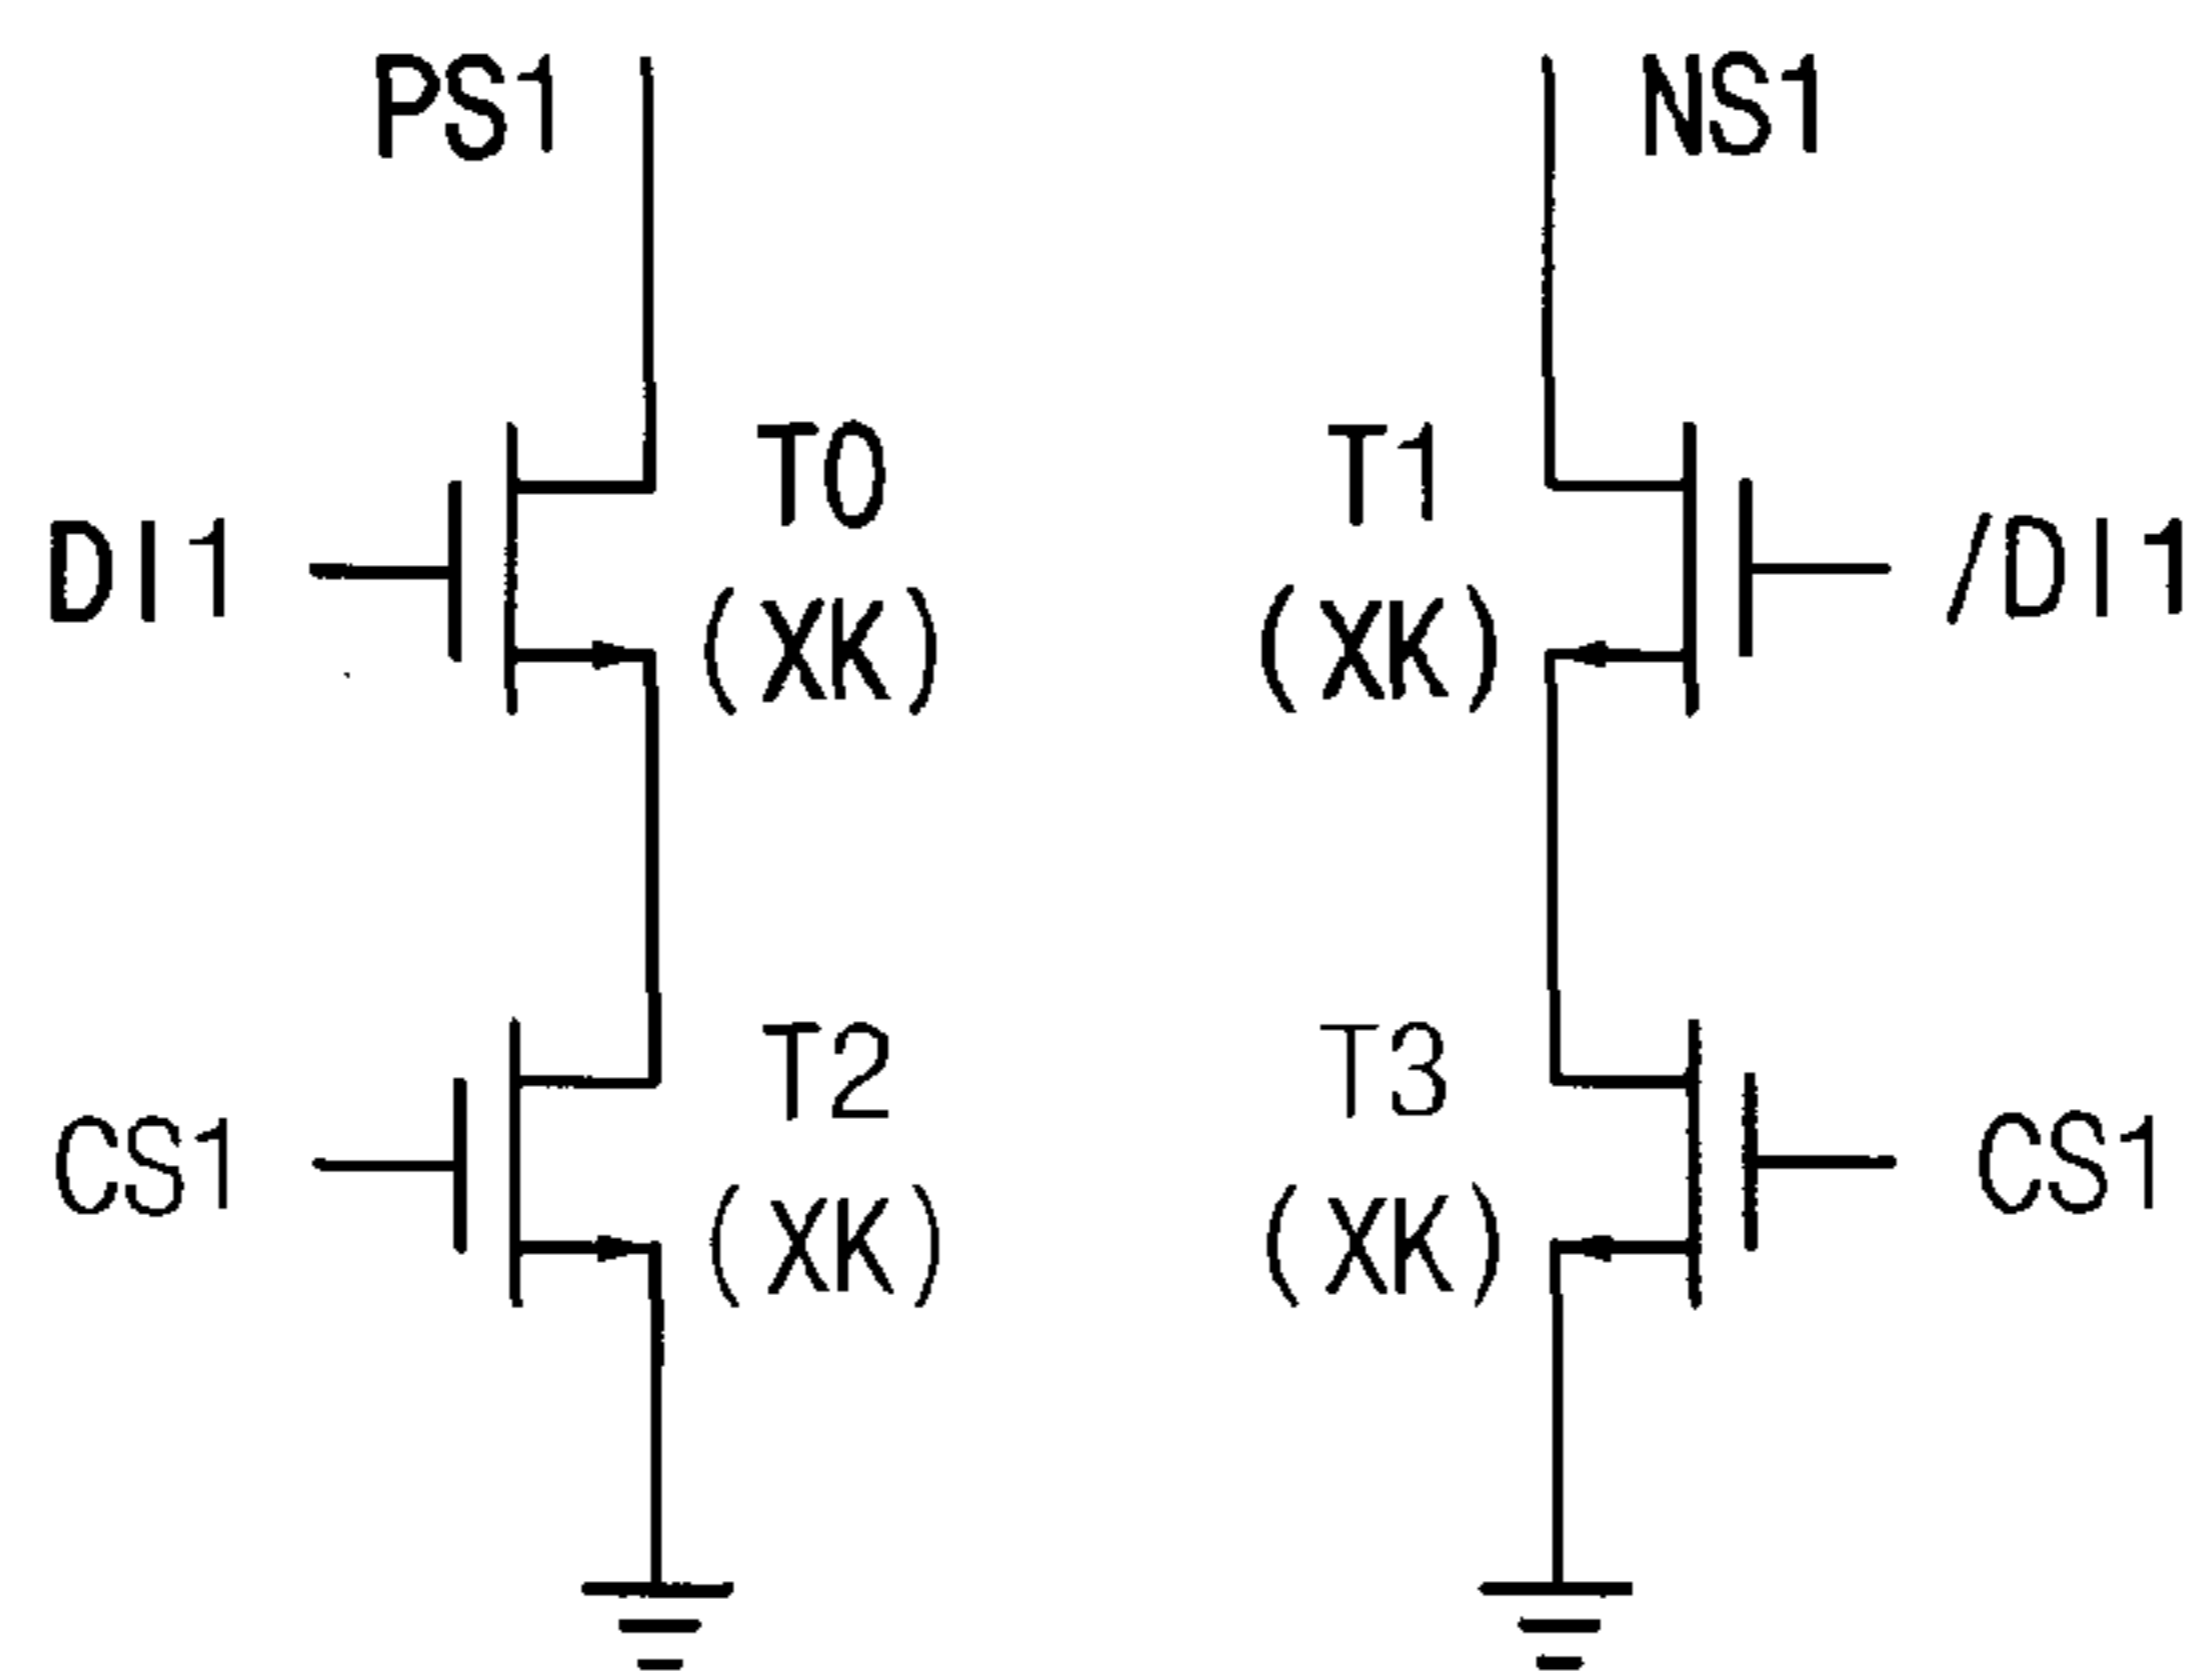 PS1 NS1
T0 T1
DI1 /DI1
(XK) (XK)
T2 T3
CS1 CS1
(XK) (XK)